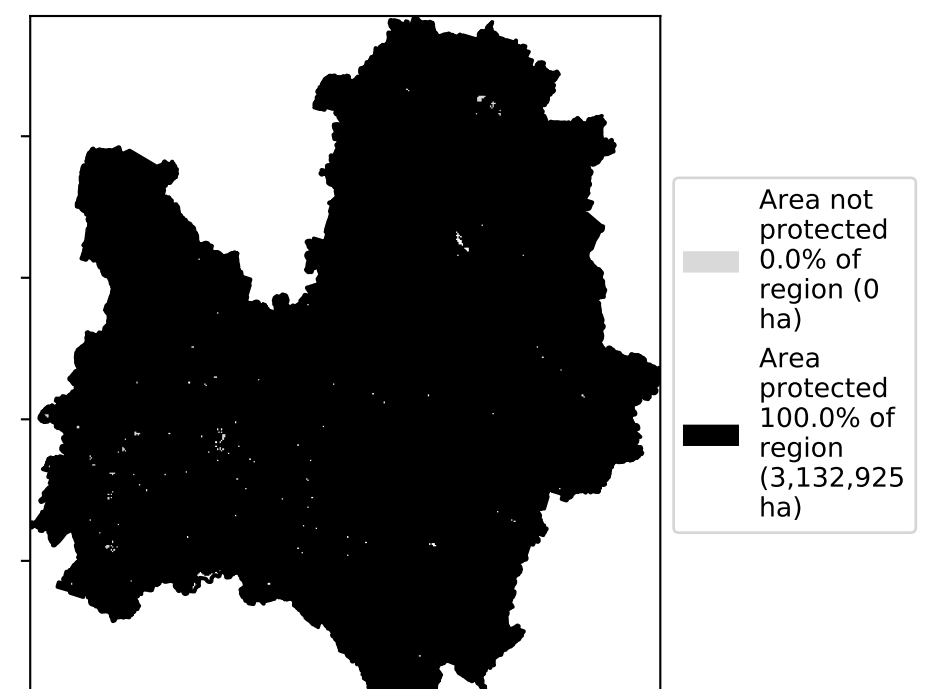 Area not
protected
0.0% of
region (0
ha)
Area
protected
100.0% of
region
(3,132,925
ha)